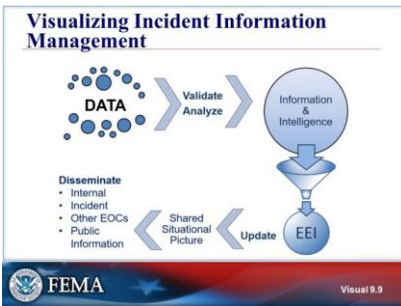 Visualizing Incident Information
Management
DATA
Validate
Analyze
Information
&
Intelligence
EEI
Update
Shared
Situational
Picture
Disseminate
• Internal
• Incident
• Other EOCs
• Public
Information
FEMA
Visual 9.9